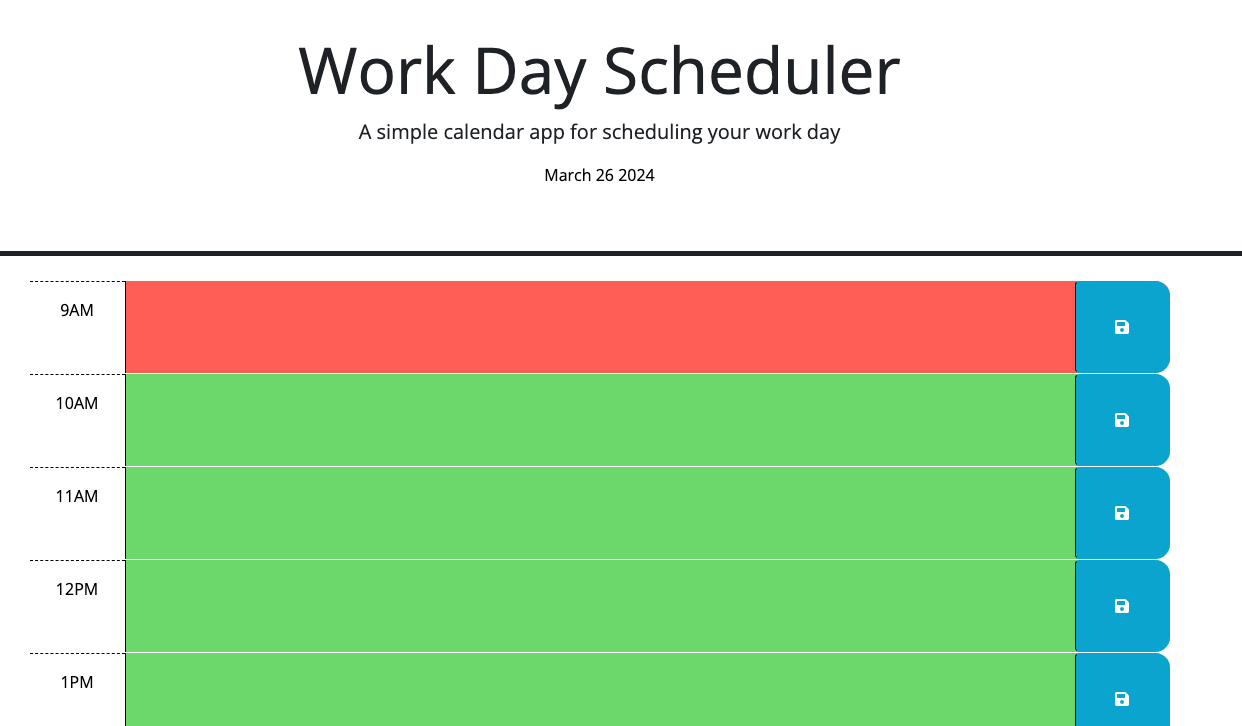 Work Day Scheduler
A simple calendar app for scheduling your work day
March 26 2024
9AM
10AM
11AM
12PM
1PM